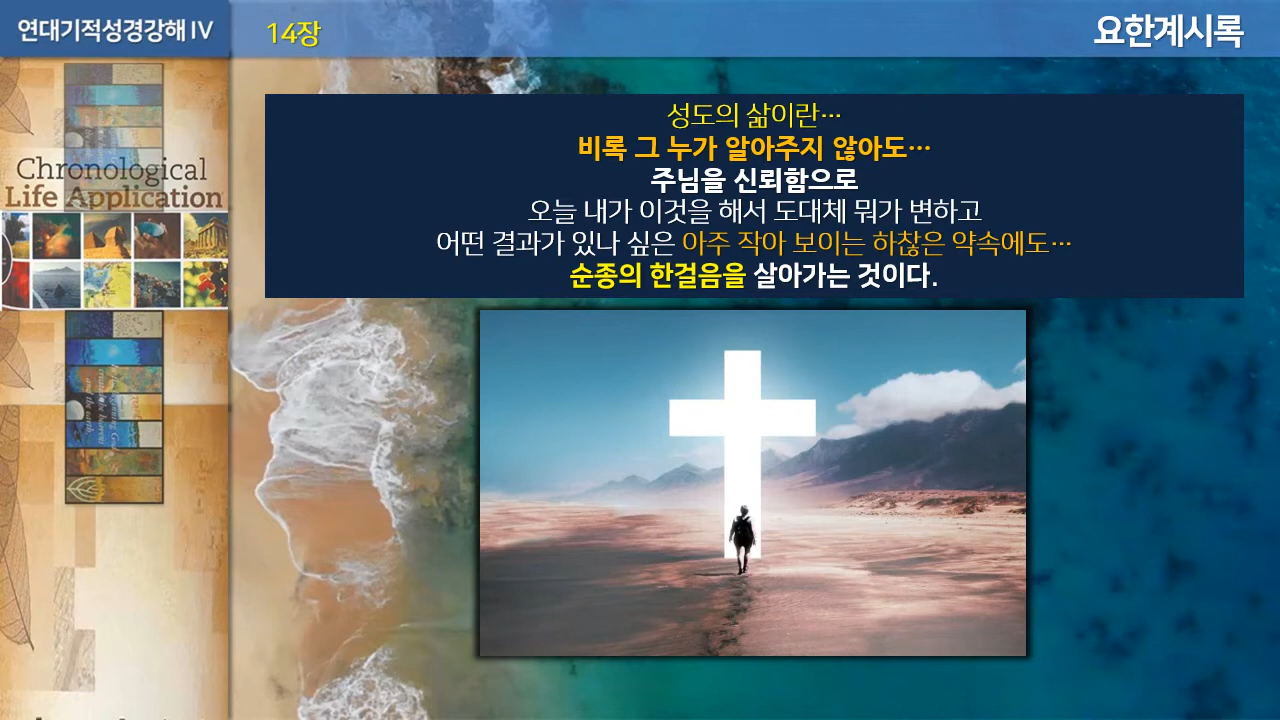 연대기적성경강해 IV
14장
요한계시록
성도의 삶이란…
비록 그 누가 알아주지 않아도…
주님을 신뢰함으로
오늘 내가 이것을 해서 도대체 뭐가 변하고
어떤 결과가 있나 싶은 아주 작아 보이는 하찮은 약속에도…
순종의 한걸음을 살아가는 것이다.
Chronological
Life Application